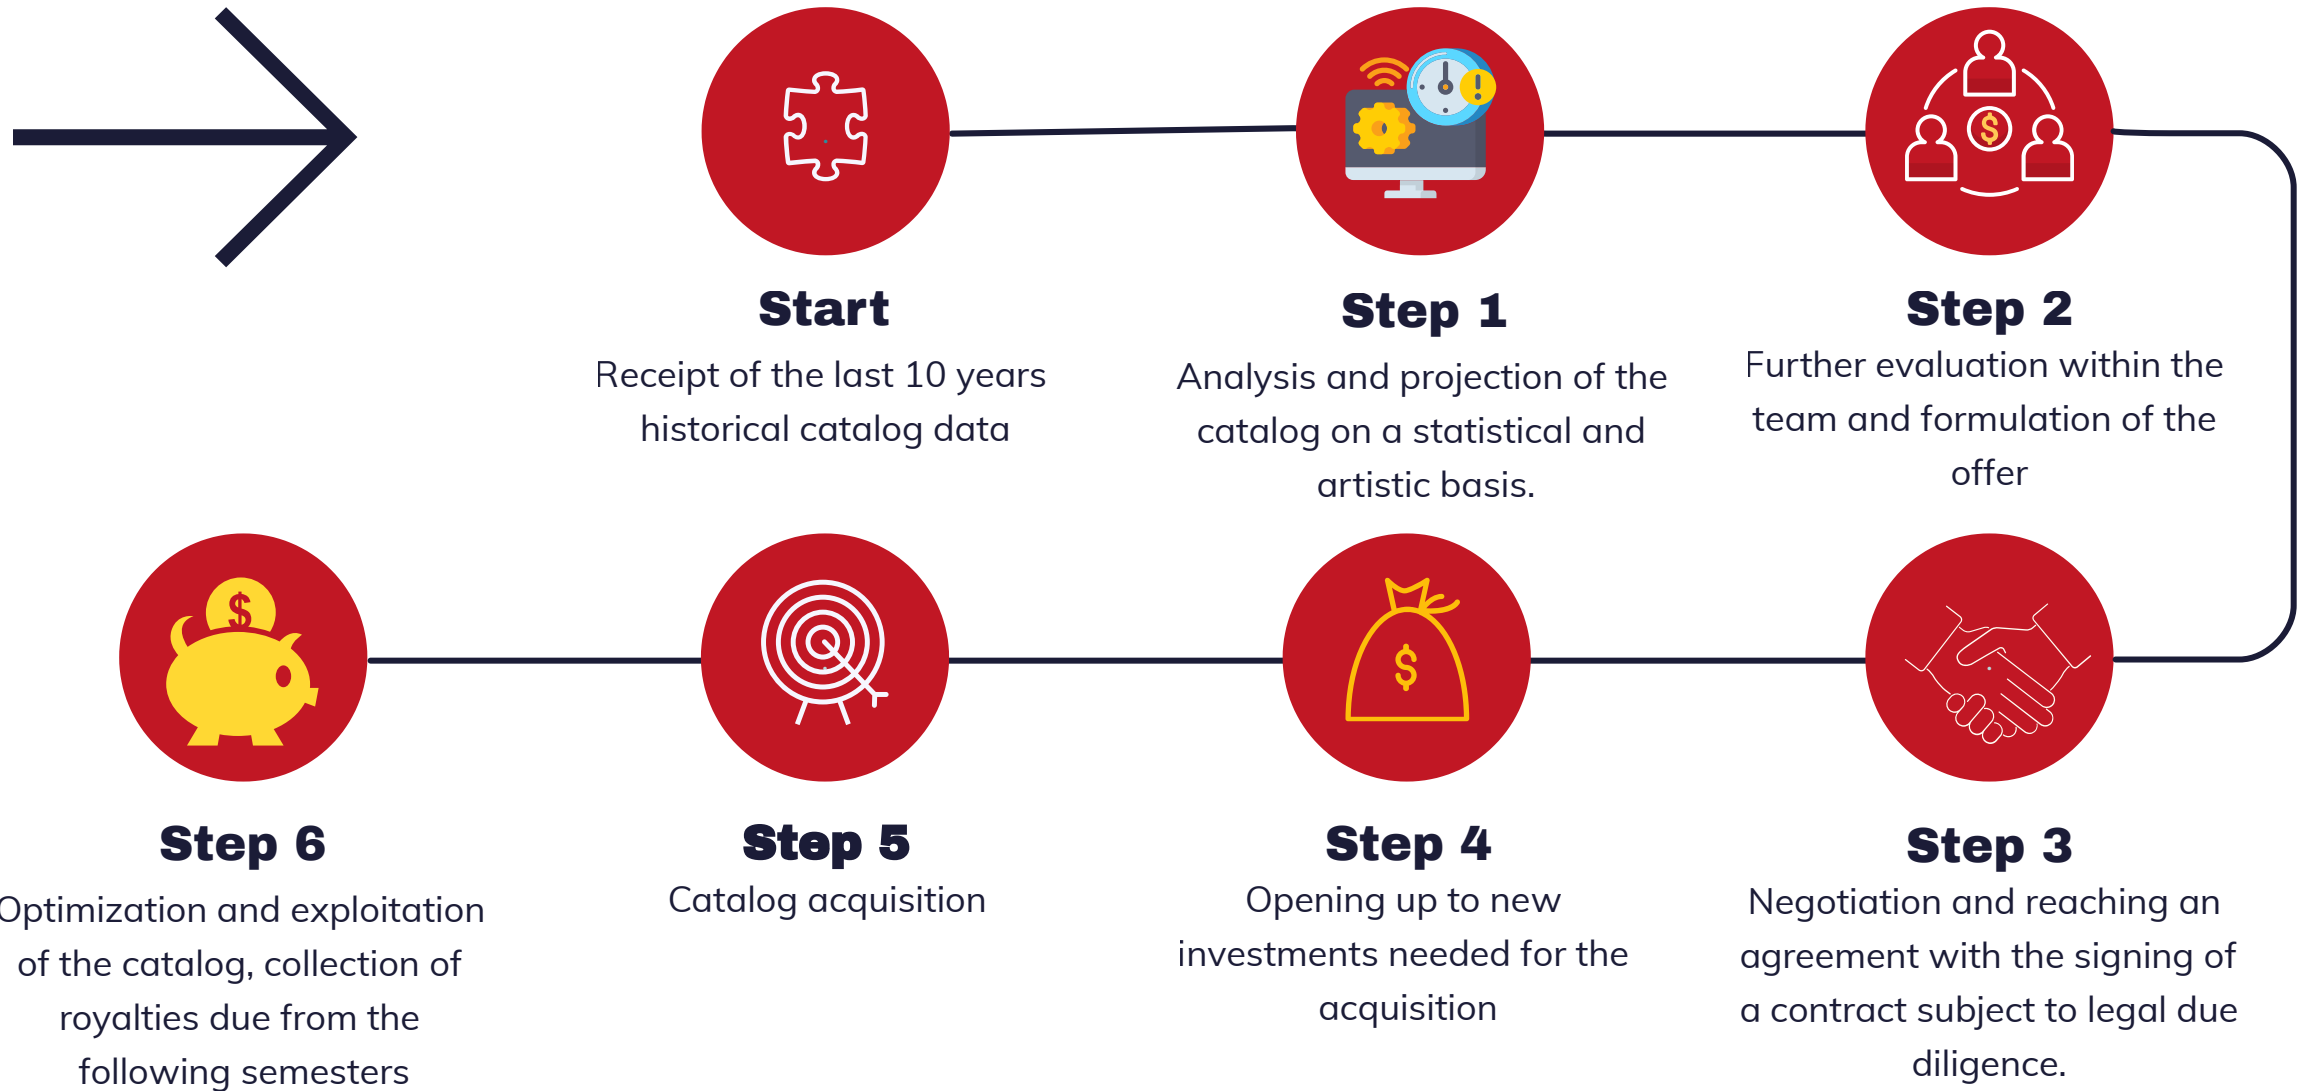 Start
Receipt of the last 10 years
historical catalog data
Step 1
Analysis and projection of the
catalog on a statistical and
artistic basis.
Step 2
Further evaluation within the
team and formulation of the
offer
Step 3
Negotiation and reaching an
agreement with the signing of
a contract subject to legal due
diligence.
Step 4
Opening up to new
investments needed for the
acquisition
Step 5
Catalog acquisition
Step 6
Optimization and exploitation
of the catalog, collection of
royalties due from the
following semesters